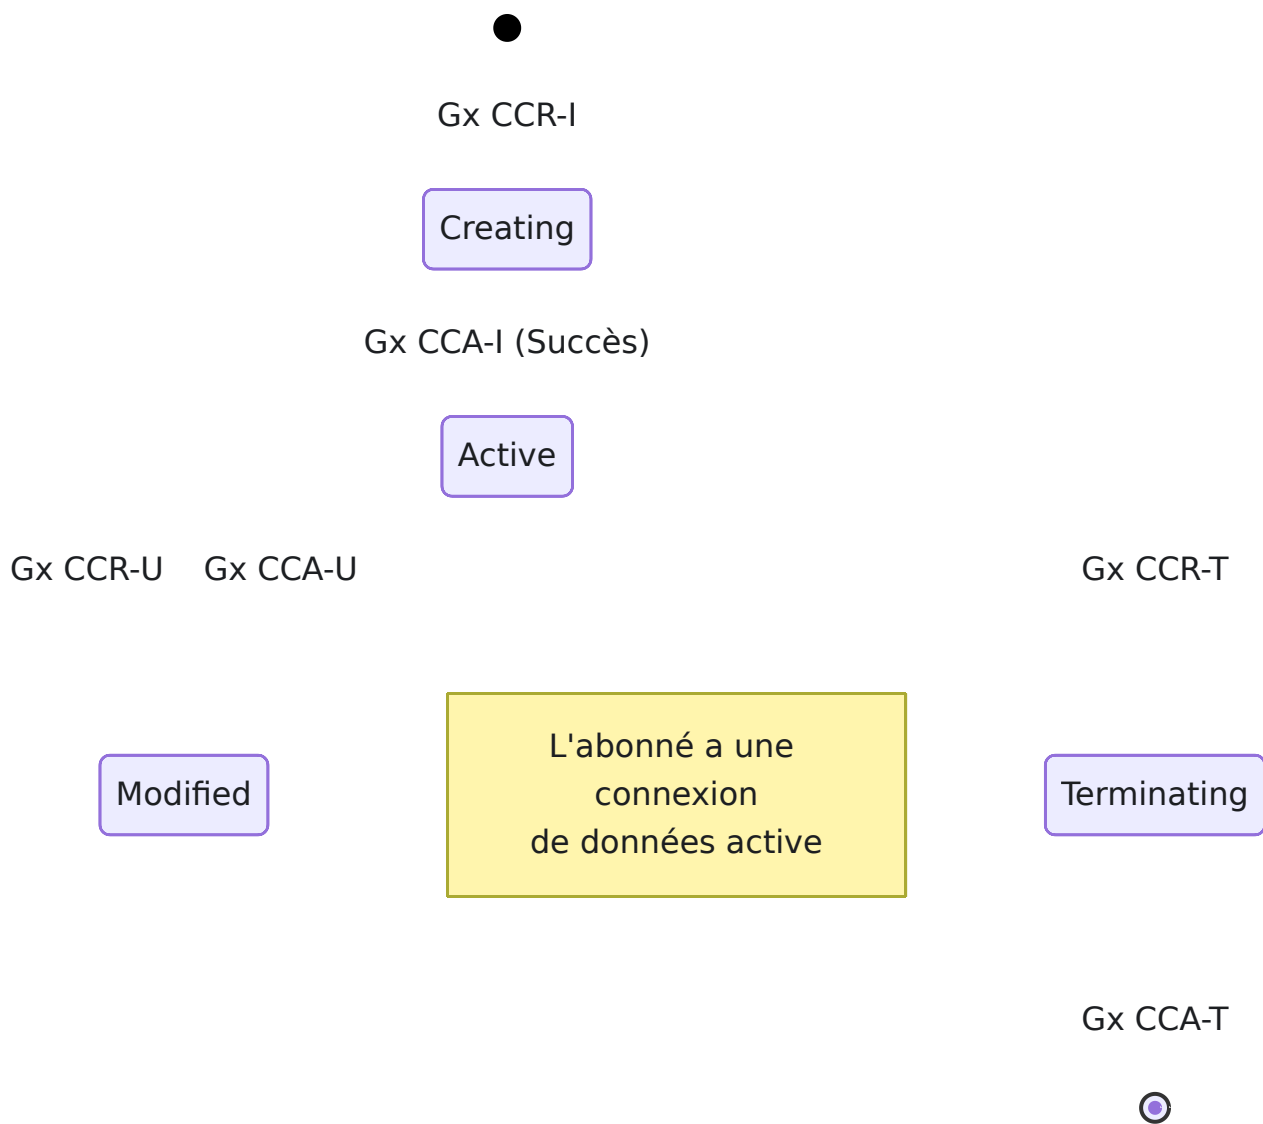 Gx CCR-I
Creating
Gx CCA-I (Succès)
Active
Gx CCR-U
Gx CCA-U
Gx CCR-T
L'abonné a une
connexion
de données active
Modified
Terminating
Gx CCA-T